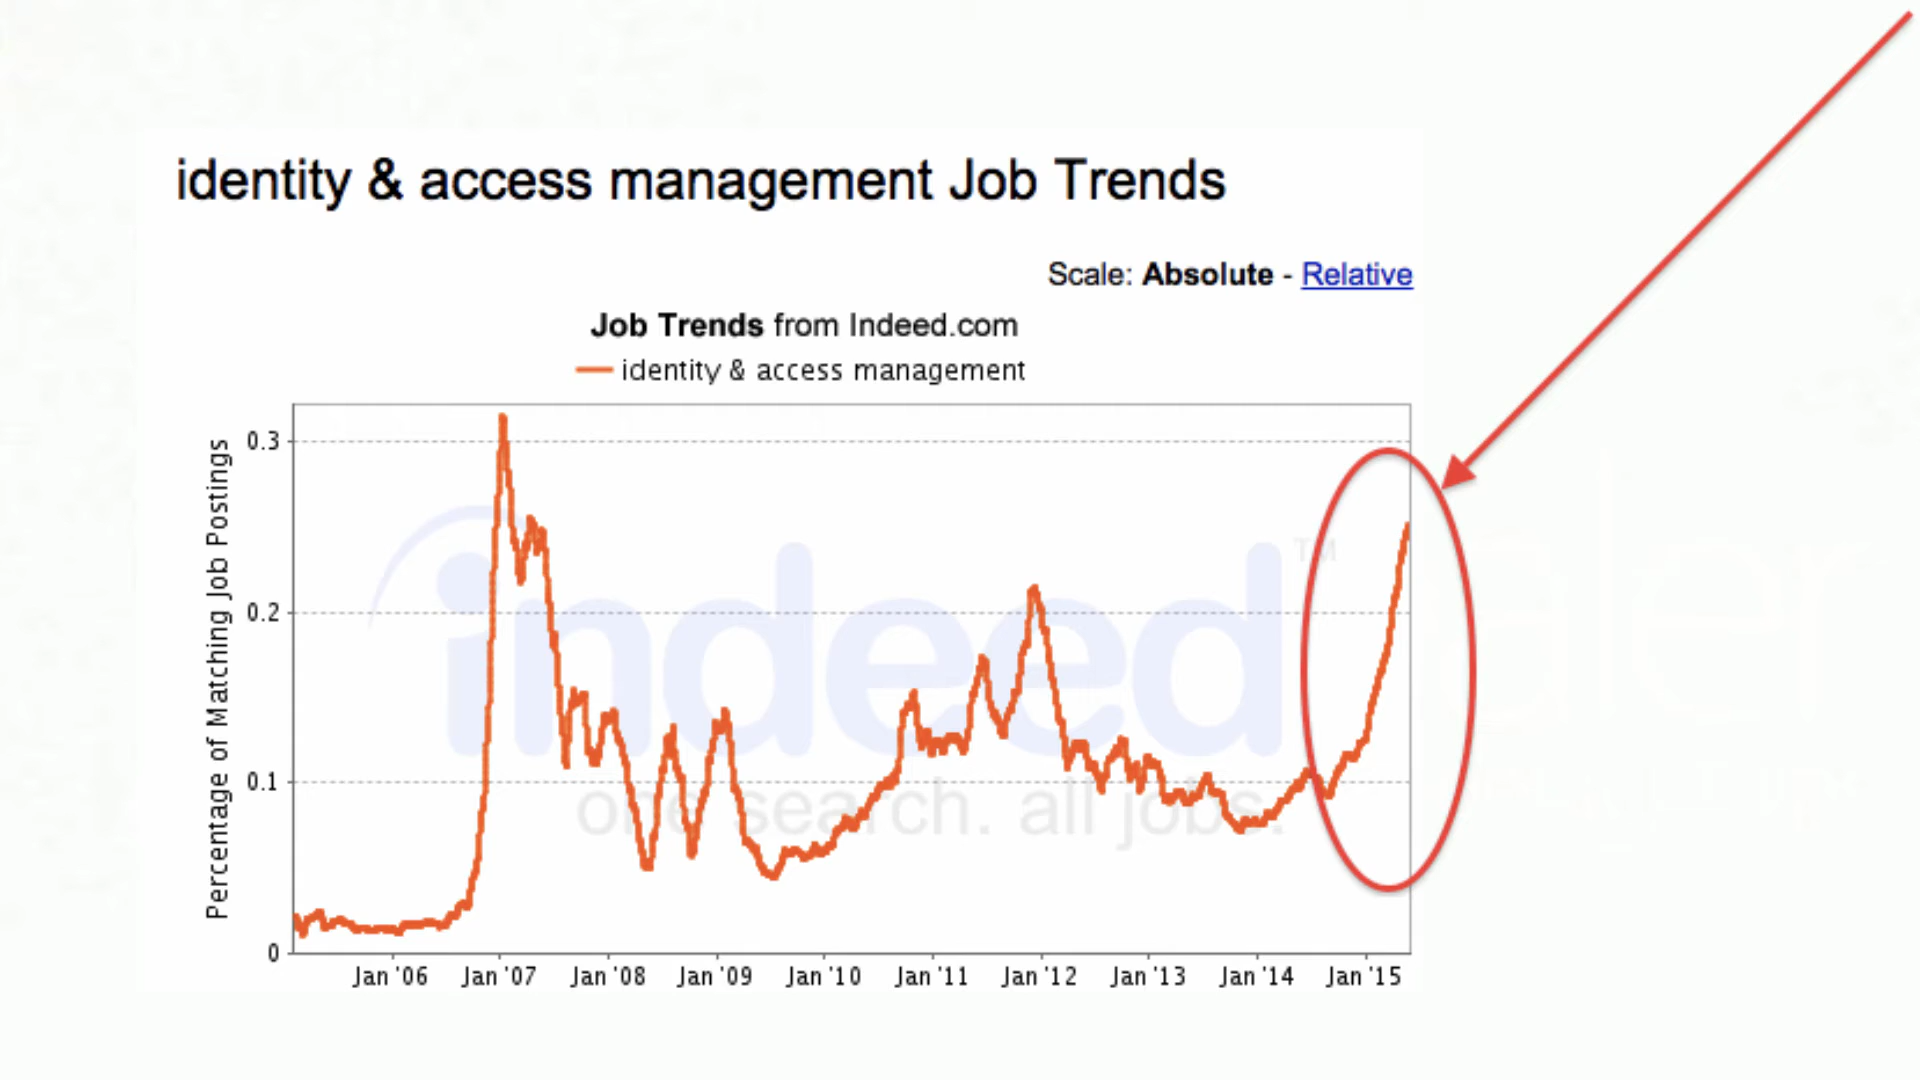 identity & access management Job Trends
Scale: Absolute - Relative
Job Trends from Indeed.com
identity & access management
Percentage of Matching Job Postings
0.3
0.2
0.1
0
Jan '06 Jan '07 Jan '08 Jan '09 Jan '10 Jan '11 Jan '12 Jan '13 Jan '14 Jan '15
indeed™
one search. all jobs.